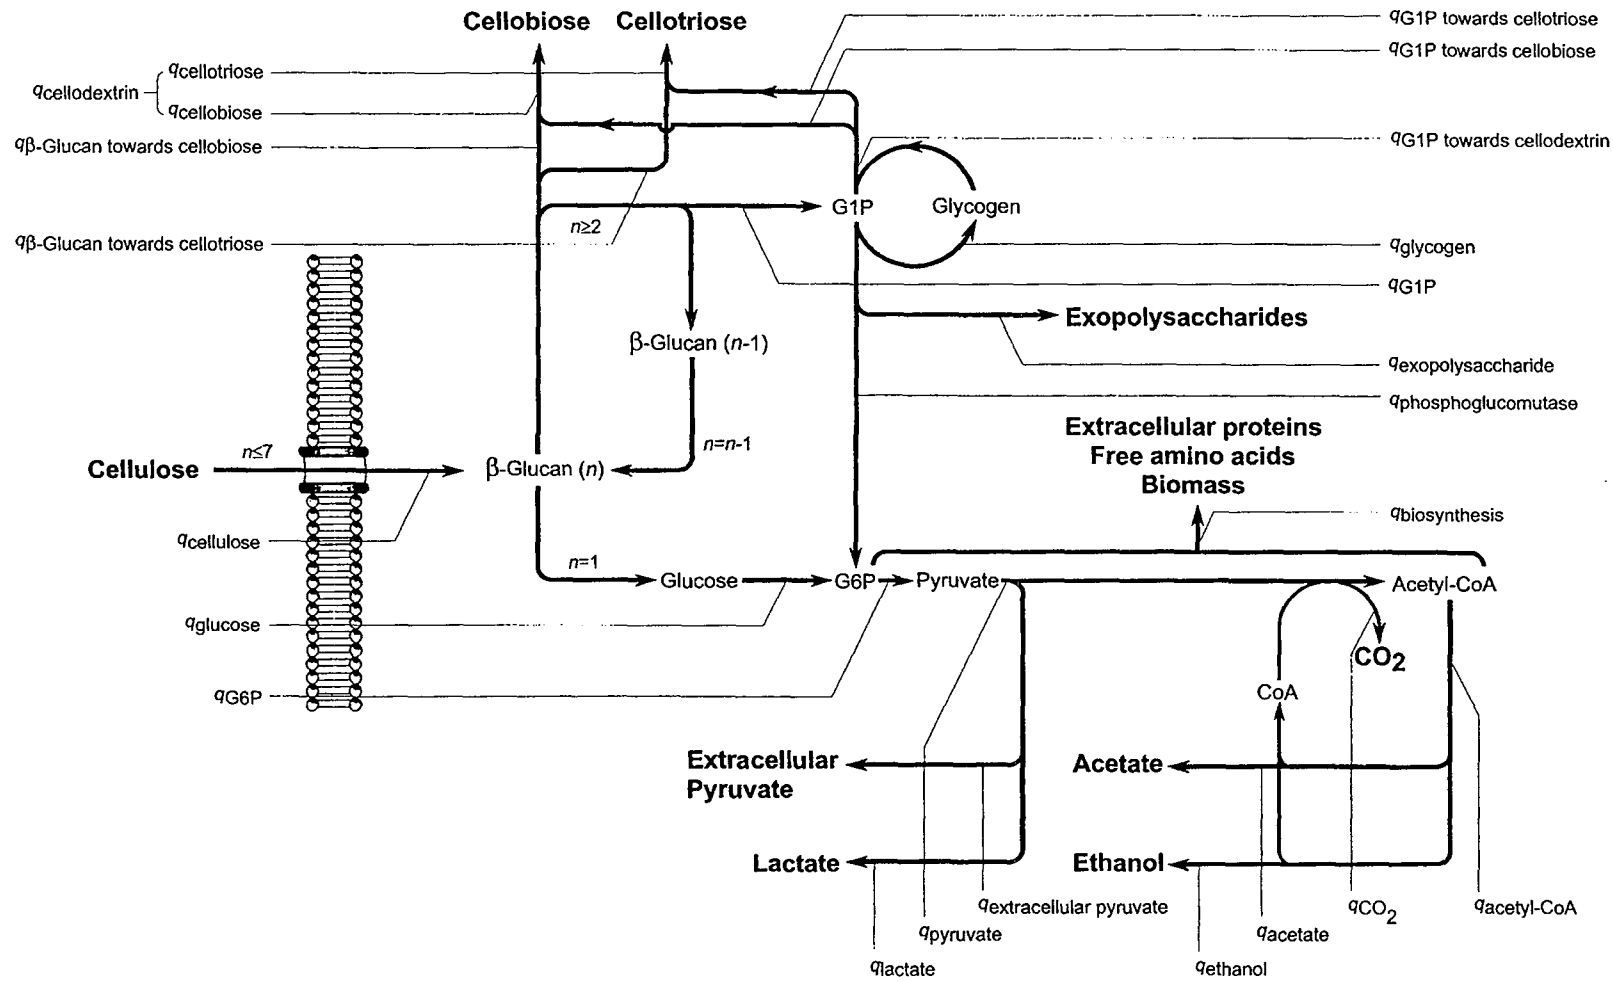 Cellobiose
Cellotriose
qG1P towards cellotriose
qG1P towards cellobiose
qcellotriose
qcellodextrin
qcellobiose
qβ-Glucan towards cellobiose
qG1P towards cellodextrin
G1P
Glycogen
n≥2
qβ-Glucan towards cellotriose
qglycogen
qG1P
Exopolysaccharides
β-Glucan (n-1)
qexopolysaccharide
qphosphoglucomutase
Extracellular proteins
Free amino acids
Biomass
n=n-1
n≤7
Cellulose
β-Glucan (n)
qbiosynthesis
qcellulose
n=1
Glucose
G6P
Pyruvate
Acetyl-CoA
qglucose
CO2
qG6P
CoA
Extracellular
Pyruvate
Acetate
Lactate
Ethanol
qextracellular pyruvate
qCO2
qacetyl-CoA
qpyruvate
qacetate
qlactate
qethanol